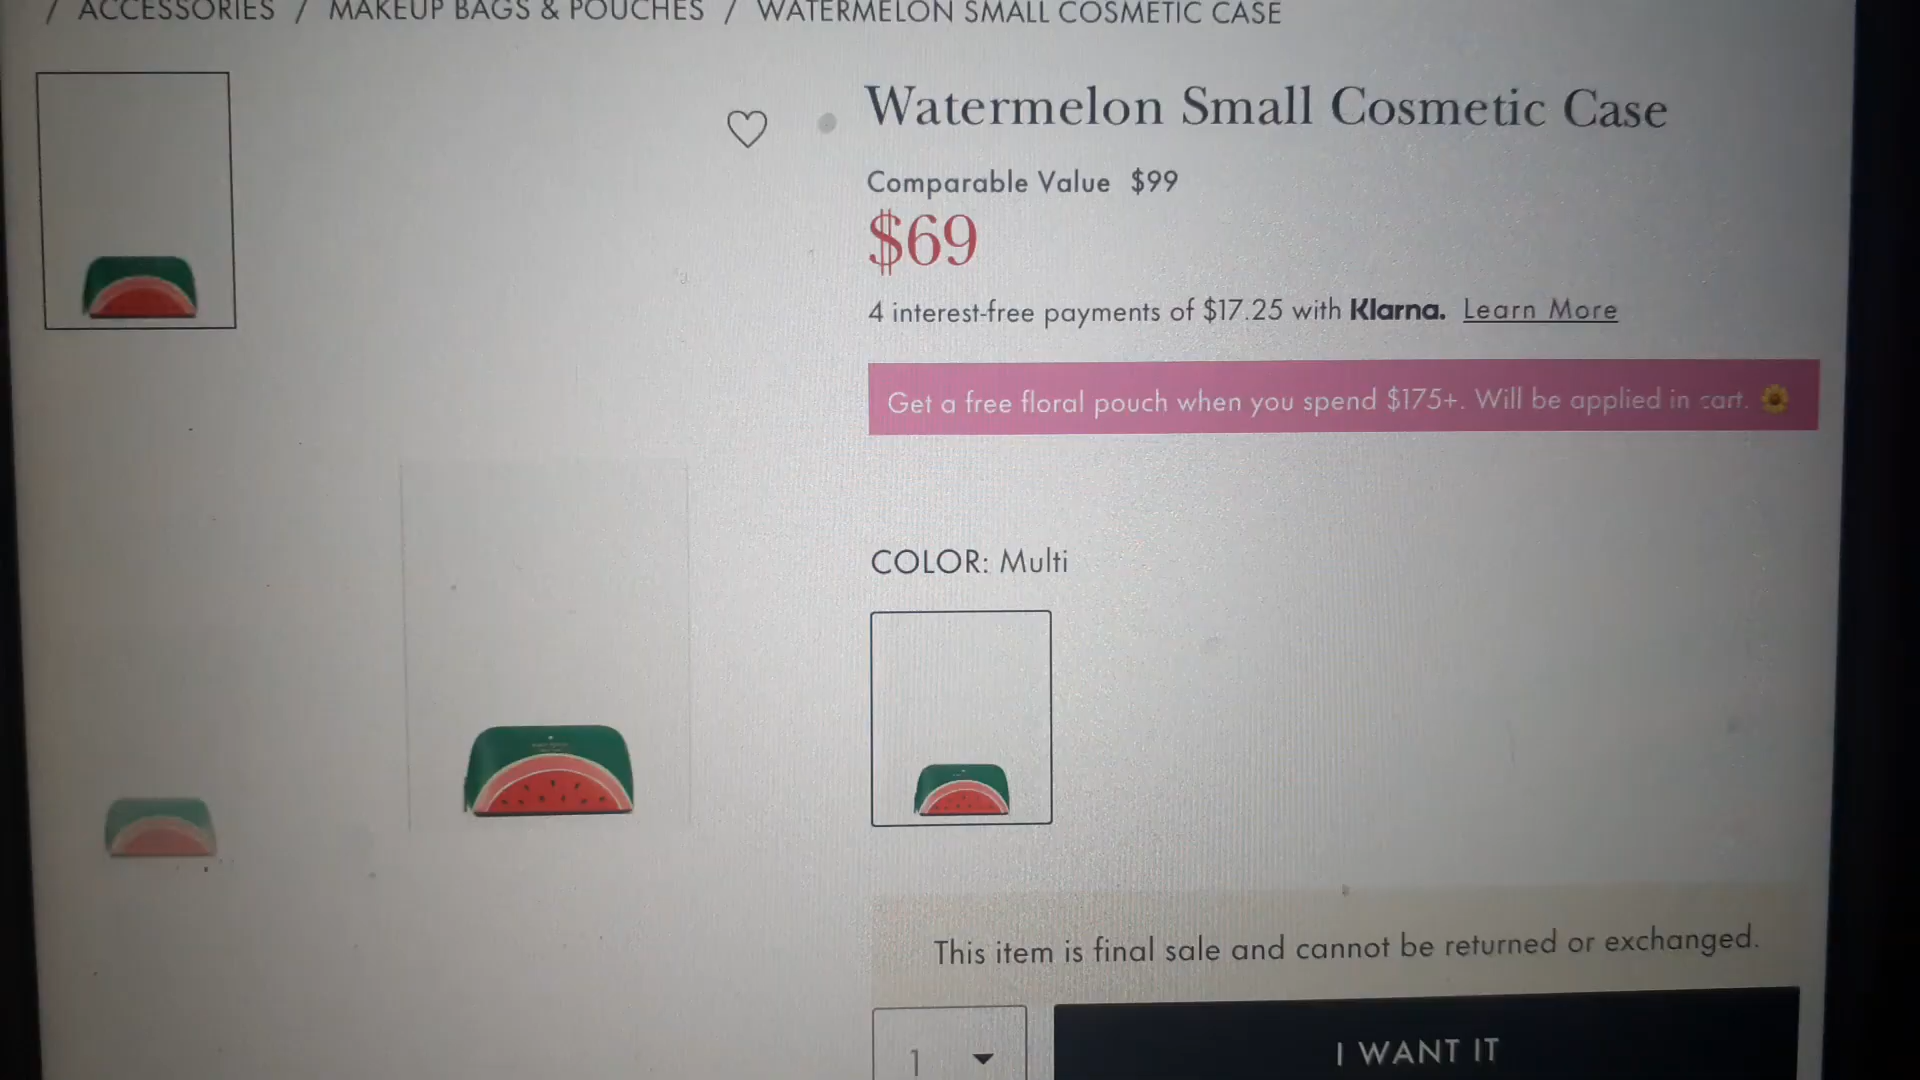 / ACCESSORIES / MAKEUP BAGS & POUCHES / WATERMELON SMALL COSMETIC CASE
Watermelon Small Cosmetic Case
Comparable Value $99
$69
4 interest-free payments of $17.25 with Klarna. Learn More
Get a free floral pouch when you spend $175+. Will be applied in cart. 🌻
COLOR: Multi
This item is final sale and cannot be returned or exchanged.
1
I WANT IT